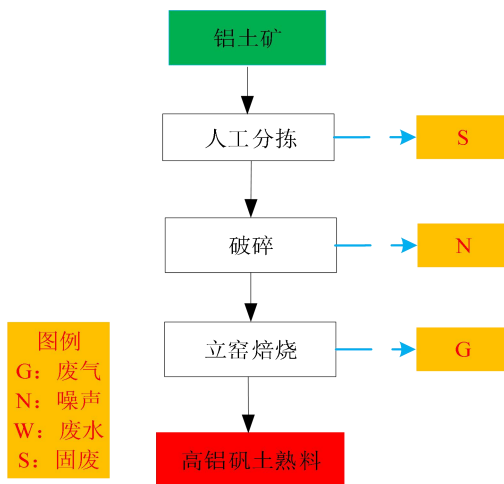 铝土矿
人工分拣
S
破碎
N
立窑焙烧
G
图例
G：废气
N：噪声
W：废水
S：固废
高铝矾土熟料